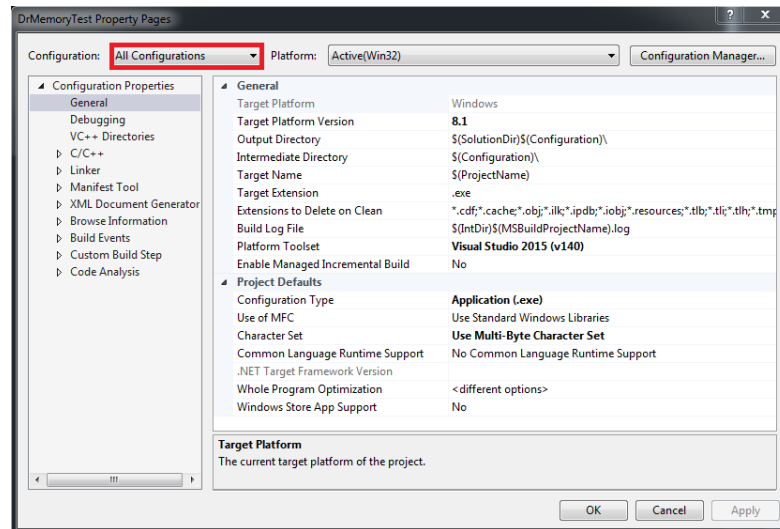 DrMemoryTest Property Pages
? x
Configuration: All Configurations Platform: Active(Win32) Configuration Manager...
Configuration Properties
General
Debugging
VC++ Directories
C/C++
Linker
Manifest Tool
XML Document Generator
Browse Information
Build Events
Custom Build Step
Code Analysis
General
Target Platform Windows
Target Platform Version 8.1
Output Directory $(SolutionDir)$(Configuration)\
Intermediate Directory $(Configuration)\
Target Name $(ProjectName)
Target Extension .exe
Extensions to Delete on Clean *.cdf;*.cache;*.obj;*.ilk;*.ipdb;*.iobj;*.resources;*.tlb;*.tli;*.tlh;*.tmp
Build Log File $(IntDir)$(MSBuildProjectName).log
Platform Toolset Visual Studio 2015 (v140)
Enable Managed Incremental Build No
Project Defaults
Configuration Type Application (.exe)
Use of MFC Use Standard Windows Libraries
Character Set Use Multi-Byte Character Set
Common Language Runtime Support No Common Language Runtime Support
.NET Target Framework Version
Whole Program Optimization <different options>
Windows Store App Support No
Target Platform
The current target platform of the project.
OK Cancel Apply